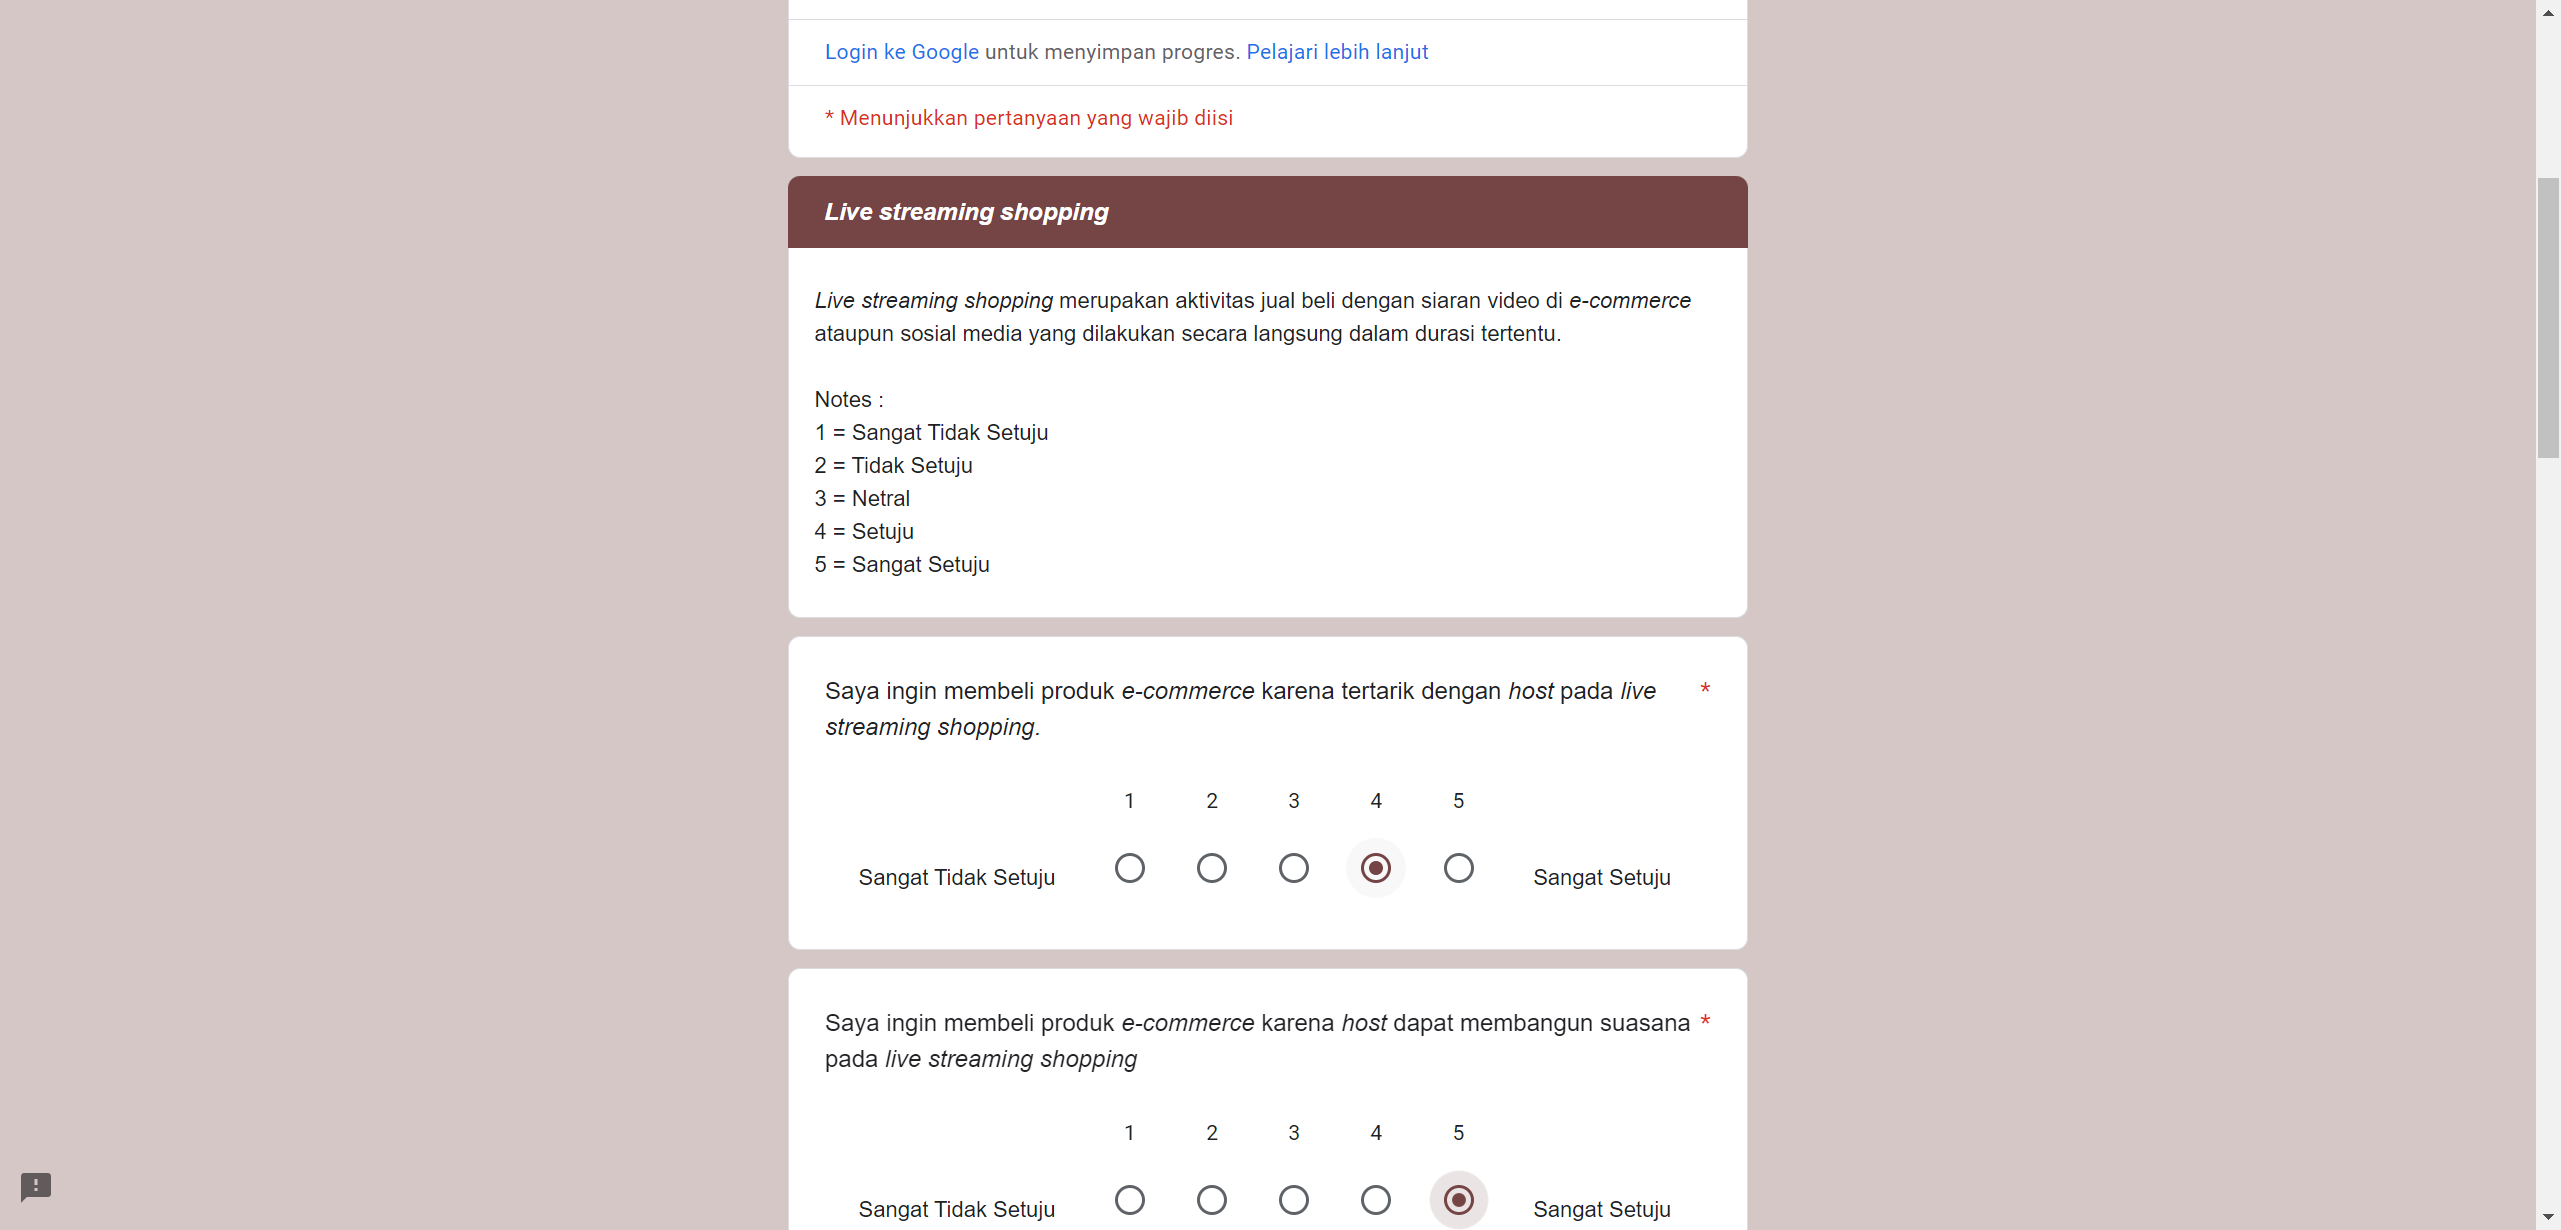 Login ke Google untuk menyimpan progres. Pelajari lebih lanjut
* Menunjukkan pertanyaan yang wajib diisi
Live streaming shopping
Live streaming shopping merupakan aktivitas jual beli dengan siaran video di e-commerce
ataupun sosial media yang dilakukan secara langsung dalam durasi tertentu.
Notes :
1 = Sangat Tidak Setuju
2 = Tidak Setuju
3 = Netral
4 = Setuju
5 = Sangat Setuju
Saya ingin membeli produk e-commerce karena tertarik dengan host pada live *
streaming shopping.
1 2 3 4 5
Sangat Tidak Setuju Sangat Setuju
Saya ingin membeli produk e-commerce karena host dapat membangun suasana *
pada live streaming shopping
1 2 3 4 5
Sangat Tidak Setuju Sangat Setuju